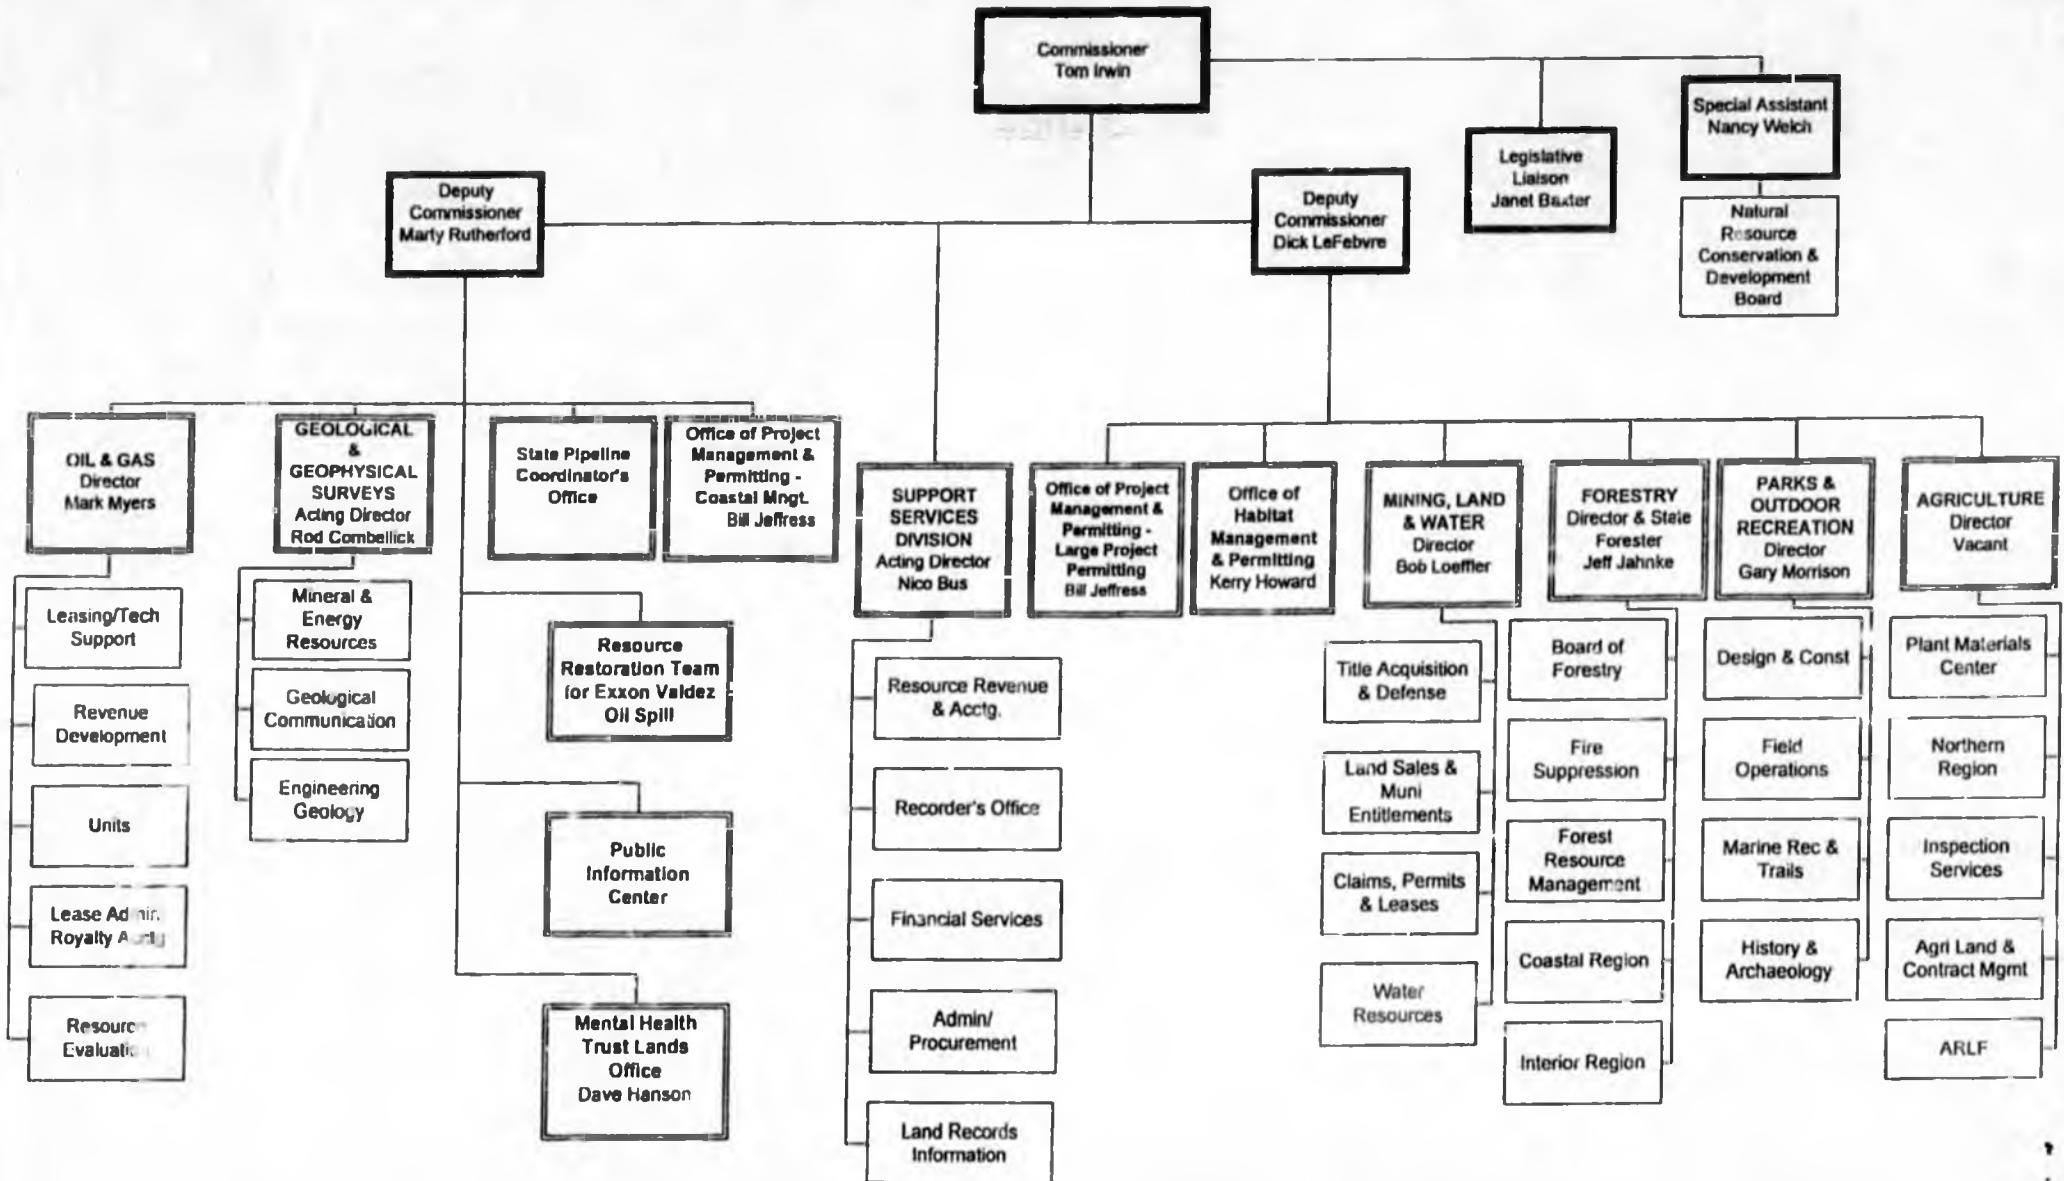 Commissioner
Tom Irwin
Special Assistant
Nancy Welch
Legislative
Liaison
Janet Baxter
Natural
Resource
Conservation &
Development
Board
Deputy
Commissioner
Marty Rutherford
Deputy
Commissioner
Dick LeFebvre
OIL & GAS
Director
Mark Myers
Leasing/Tech
Support
Revenue
Development
Units
Lease
Royalty
Resource
Evaluation
GEOLOGICAL
&
GEOPHYSICAL
SURVEYS
Acting Director
Rod Combellick
Mineral &
Energy
Resources
Geological
Communication
Engineering
Geology
State Pipeline
Coordinator's
Office
Office of Project
Management &
Permitting -
Coastal Mngt.
Bill Jeffress
Resource
Restoration Team
for Exxon Valdez
Oil Spill
Public
Information
Center
Mental Health
Trust Lands
Office
Dave Hanson
SUPPORT
SERVICES
DIVISION
Acting Director
Nico Bus
Resource Revenue
& Acctg.
Recorder's Office
Financial Services
Admin/
Procurement
Land Records
Information
Office of Project
Management &
Permitting -
Large Project
Permitting
Bill Jeffress
Office of
Habitat
Management
& Permitting
Kerry Howard
MINING, LAND
& WATER
Director
Bob Loeffler
Title Acquisition
& Defense
Land Sales &
Muni
Entitlements
Claims, Permits
& Leases
Water
Resources
FORESTRY
Director & State
Forester
Jeff Jahnke
Board of
Forestry
Fire
Suppression
Forest
Resource
Management
Coastal Region
Interior Region
PARKS &
OUTDOOR
RECREATION
Director
Gary Morrison
Design & Const
Field
Operations
Marine Rec &
Trails
History &
Archaeology
AGRICULTURE
Director
Vacant
Plant Materials
Center
Northern
Region
Inspection
Services
Agri Land &
Contract Mgmt
ARLF